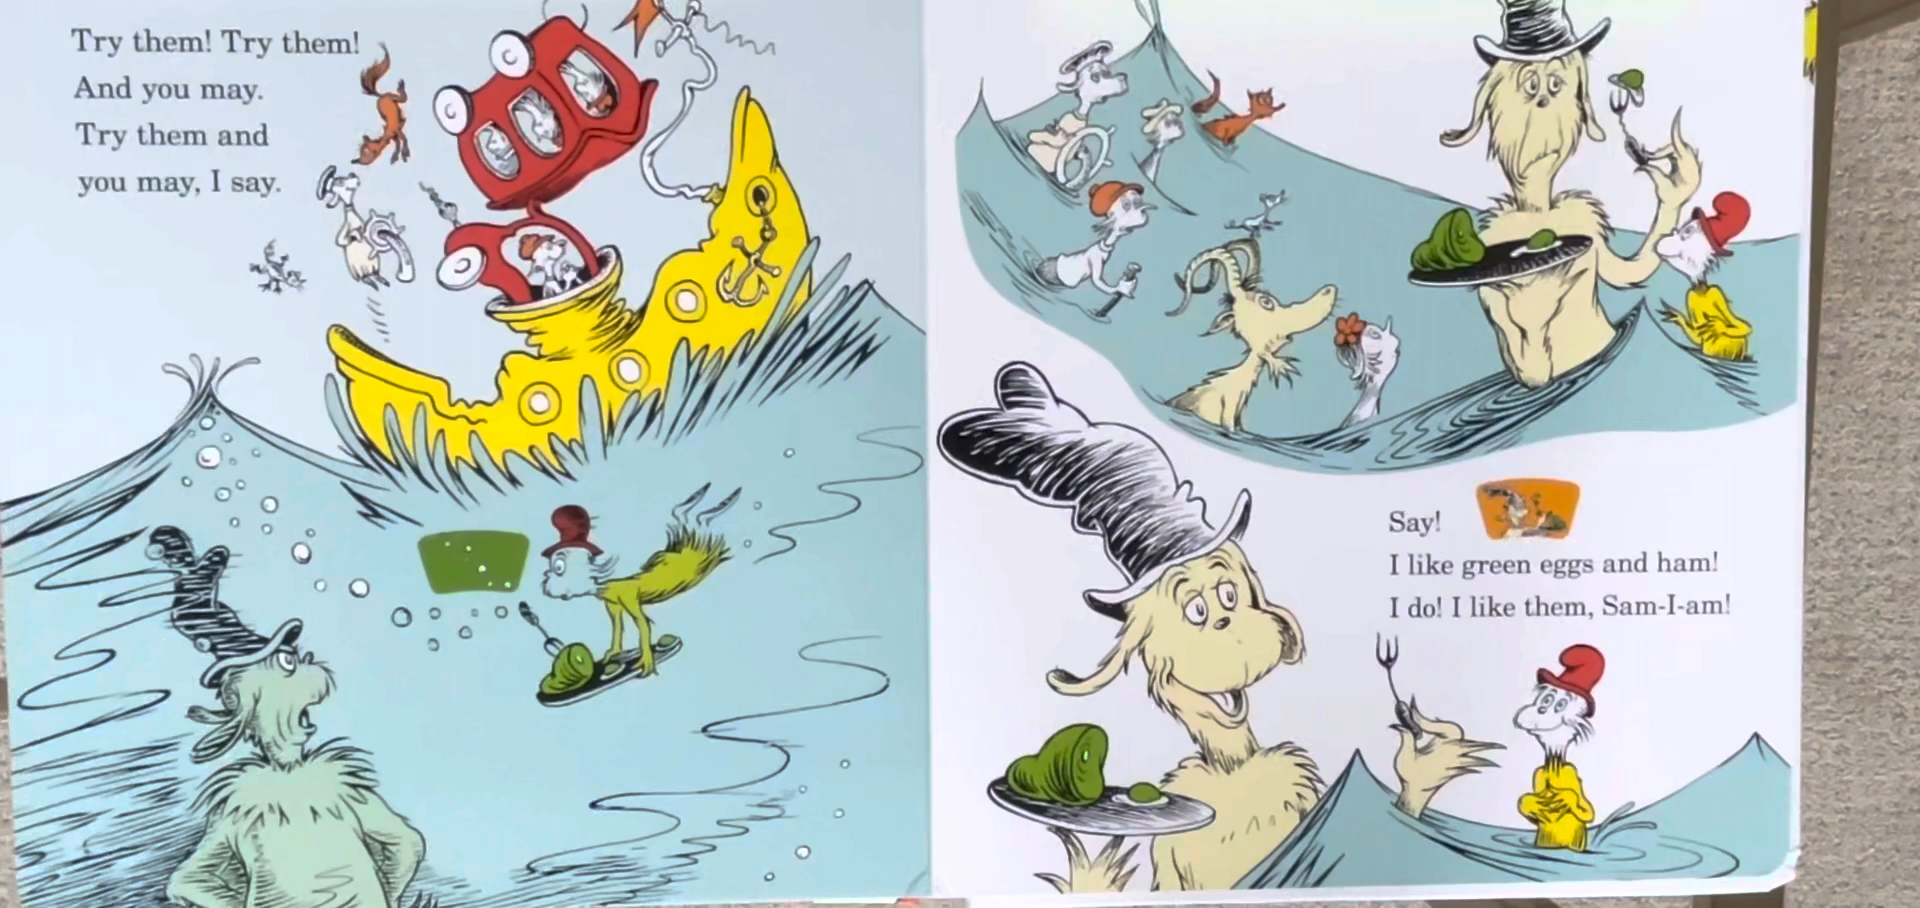 Try them! Try them!
And you may.
Try them and
you may, I say.
Say!
I like green eggs and ham!
I do! I like them, Sam-I-am!